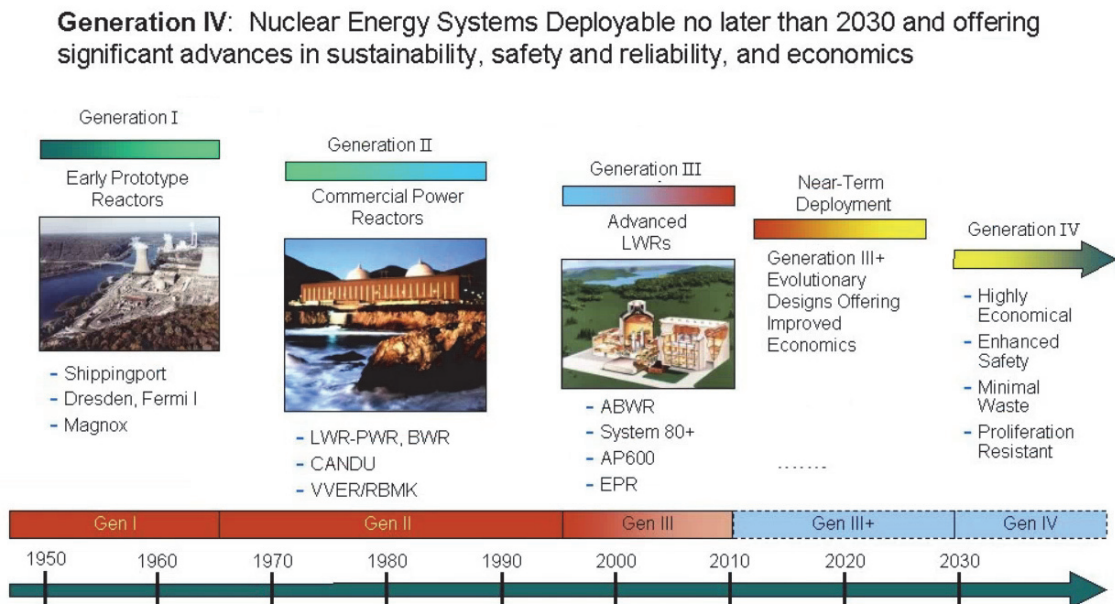 Generation IV: Nuclear Energy Systems Deployable no later than 2030 and offering
significant advances in sustainability, safety and reliability, and economics
Generation I
Early Prototype
Reactors
- Shippingport
- Dresden, Fermi I
- Magnox
Generation II
Commercial Power
Reactors
- LWR-PWR, BWR
- CANDU
- VVER/RBMK
Generation III
Advanced
LWRs
- ABWR
- System 80+
- AP600
- EPR
Near-Term
Deployment
Generation III+
Evolutionary
Designs Offering
Improved
Economics
.......
Generation IV
- Highly
Economical
- Enhanced
Safety
- Minimal
Waste
- Proliferation
Resistant
Gen I
Gen II
Gen III
Gen III+
Gen IV
1950
1960
1970
1980
1990
2000
2010
2020
2030